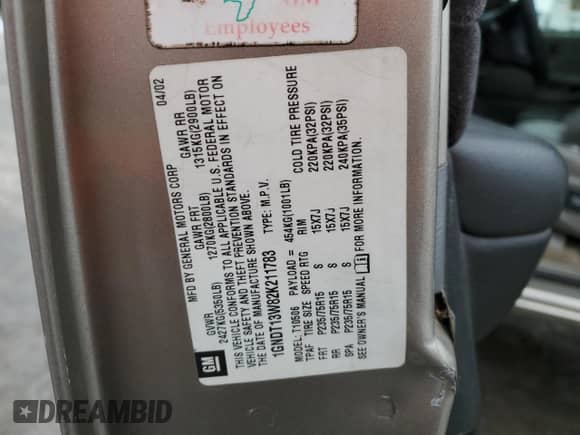 GM
Employees
04/02
MFD BY GENERAL MOTORS CORP
GVWR GAWR FRT GAWR RR
2427KG(5350LB) 1270KG(2800LB) 1315KG(2900LB)
THIS VEHICLE CONFORMS TO ALL APPLICABLE U.S. FEDERAL MOTOR
VEHICLE SAFETY AND THEFT PREVENTION STANDARDS IN EFFECT ON
THE DATE OF MANUFACTURE SHOWN ABOVE.
1GNDT13W82K211783 TYPE: M.P.V.
MODEL: T10506 PAYLOAD = 454KG(1001LB)
TPAF TIRE SIZE SPEED RTG RIM COLD TIRE PRESSURE
FRT P235/75R15 S 15X7J 220KPA(32PSI)
RR P235/75R15 S 15X7J 220KPA(32PSI)
SPA P235/75R15 S 15X7J 240KPA(35PSI)
SEE OWNER'S MANUAL FOR MORE INFORMATION.
GM
DREAMBID